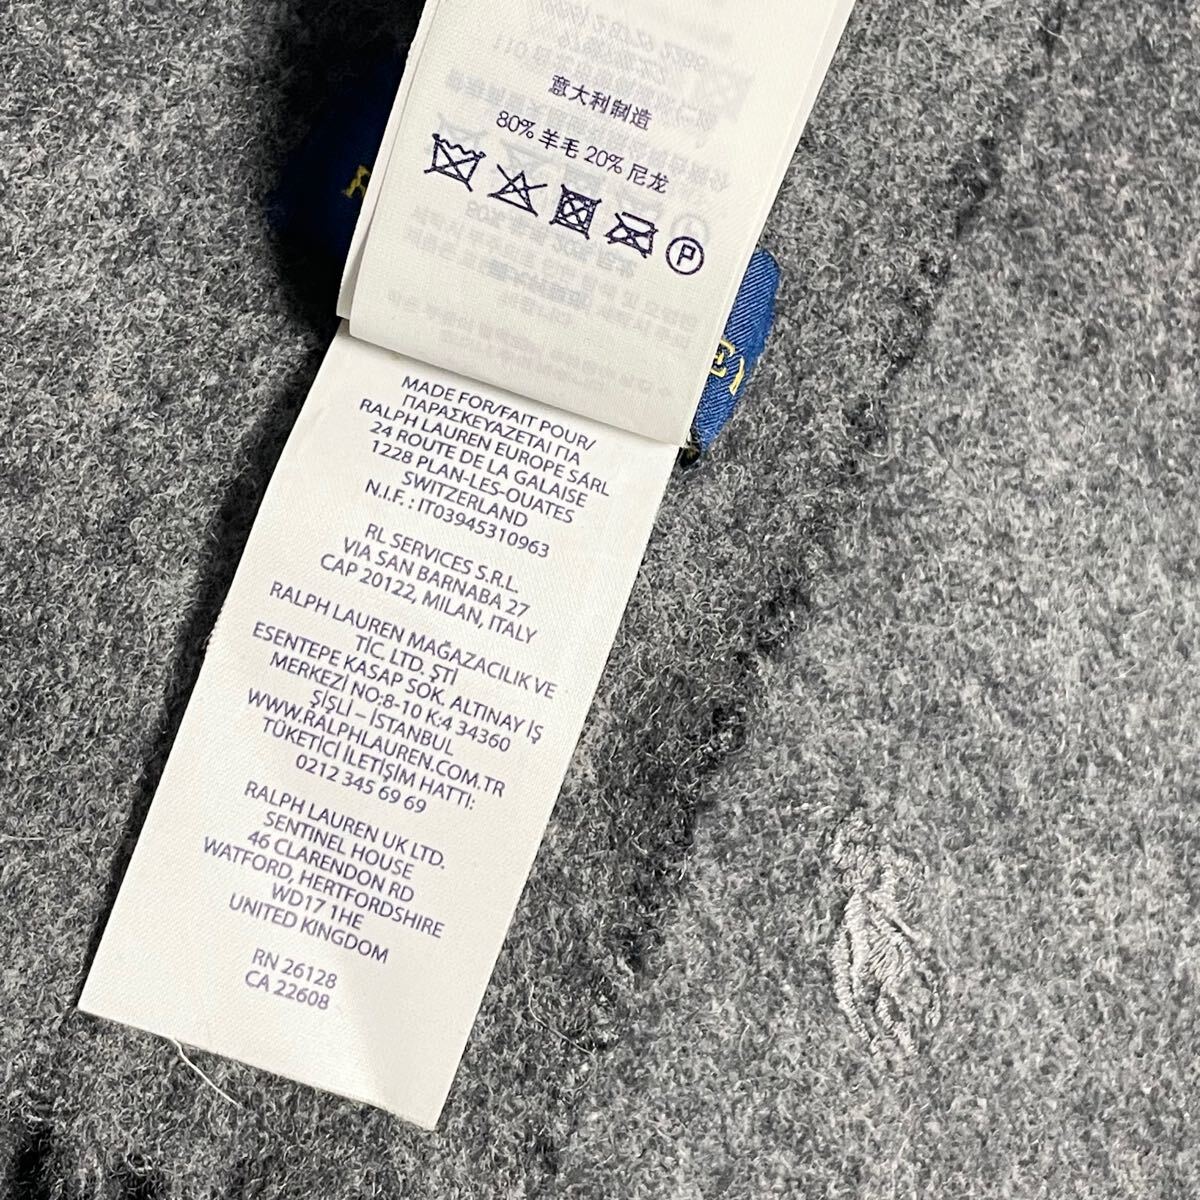 意大利制造
80% 羊毛 20% 尼龙
P
MADE FOR/FAIT POUR/
ΠΑΡΑΣΚΕΥΑΖΕΤΑΙ ΓΙΑ
RALPH LAUREN EUROPE SÁRL
24 ROUTE DE LA GALAISE
1228 PLAN-LES-OUATES
SWITZERLAND
N.I.F. : IT03945310963
RL SERVICES S.R.L.
VIA SAN BARNABA 27
CAP 20122, MILAN, ITALY
RALPH LAUREN MAĞAZACILIK VE
TİC. LTD. ŞTİ
ESENTEPE KASAP SOK. ALTINAY İŞ
MERKEZİ NO:8-10 K:4 34360
ŞİŞLİ – İSTANBUL
WWW.RALPHLAUREN.COM.TR
TÜKETİCİ İLETİŞİM HATTI:
0212 345 69 69
RALPH LAUREN UK LTD.
SENTINEL HOUSE
46 CLARENDON RD
WATFORD, HERTFORDSHIRE
WD17 1HE
UNITED KINGDOM
RN 26128
CA 22608